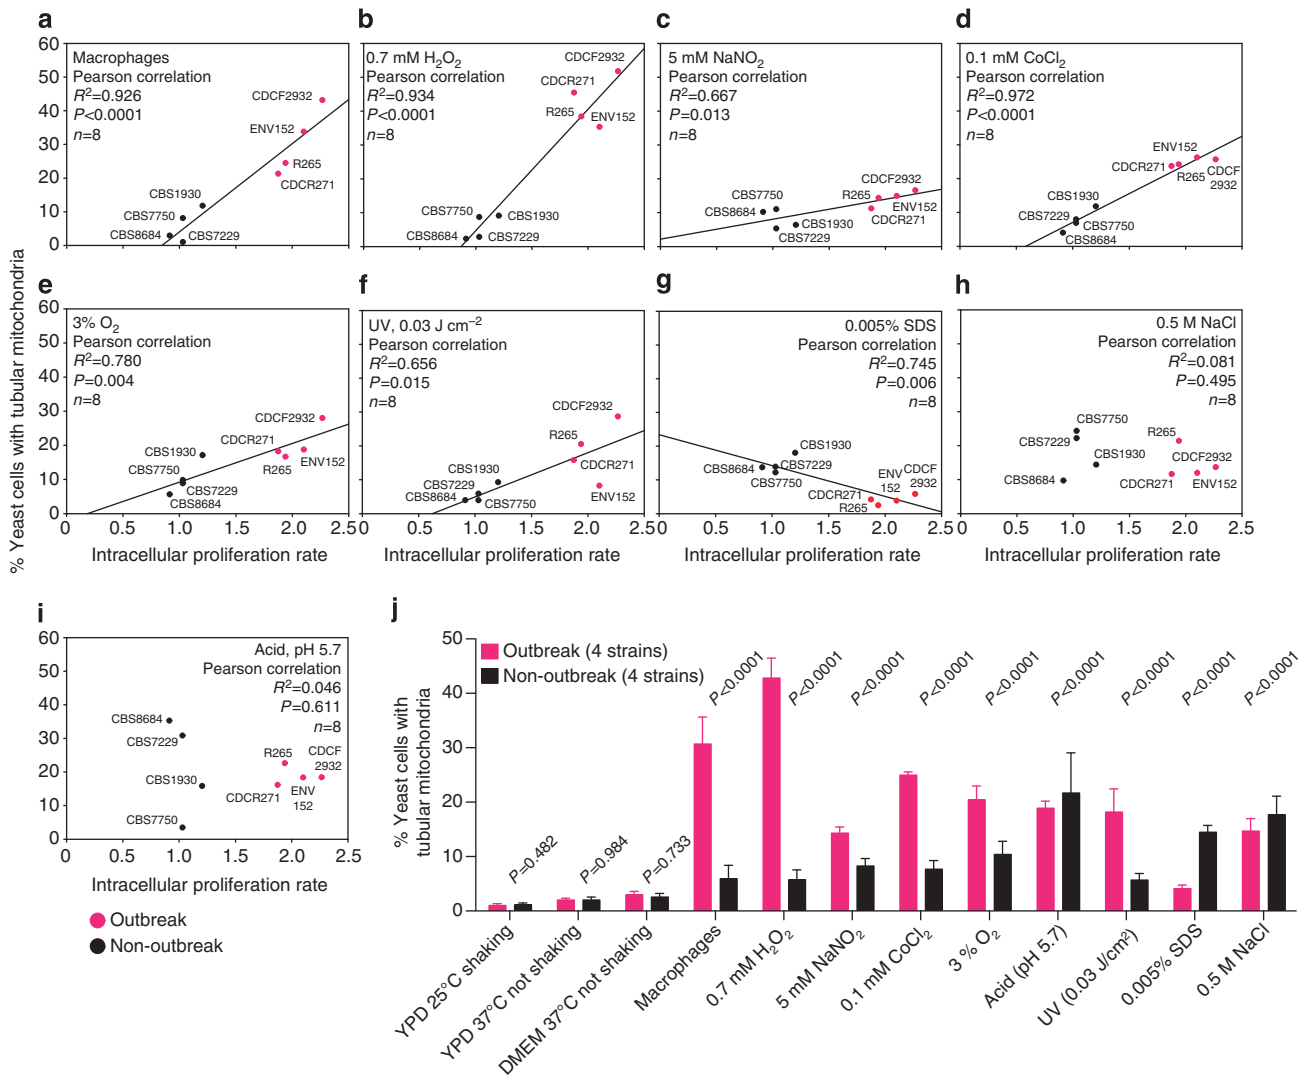 a
Macrophages
Pearson correlation
R²=0.926
P<0.0001
n=8
CDCF2932
ENV152
R265
CDCR271
CBS1930
CBS7750
CBS8684
CBS7229
60
50
40
30
20
10
0
b
0.7 mM H₂O₂
Pearson correlation
R²=0.934
P<0.0001
n=8
CDCF2932
CDCR271
R265
ENV152
CBS7750
CBS1930
CBS8684
CBS7229
c
5 mM NaNO₂
Pearson correlation
R²=0.667
P=0.013
n=8
CDCF2932
CBS7750
R265
CBS8684
ENV152
CBS1930
CDCR271
CBS7229
d
0.1 mM CoCl₂
Pearson correlation
R²=0.972
P<0.0001
n=8
ENV152
CDCR271
R265
CDCF
2932
CBS1930
CBS7229
CBS7750
CBS8684
% Yeast cells with tubular mitochondria
e
3% O₂
Pearson correlation
R²=0.780
P=0.004
n=8
CDCF2932
CDCR271
CBS1930
R265
ENV152
CBS7750
CBS7229
CBS8684
60
50
40
30
20
10
0
0 0.5 1.0 1.5 2.0 2.5
Intracellular proliferation rate
f
UV, 0.03 J cm⁻²
Pearson correlation
R²=0.656
P=0.015
n=8
CDCF2932
R265
CDCR271
CBS1930
CBS7229
CBS8684
CBS7750
ENV152
0 0.5 1.0 1.5 2.0 2.5
Intracellular proliferation rate
g
0.005% SDS
Pearson correlation
R²=0.745
P=0.006
n=8
CBS1930
CBS8684
CBS7229
CBS7750
ENV
152
CDCF
2932
CDCR271
R265
0 0.5 1.0 1.5 2.0 2.5
Intracellular proliferation rate
h
0.5 M NaCl
Pearson correlation
R²=0.081
P=0.495
n=8
CBS7750
CBS7229
R265
CBS1930
CDCF2932
CBS8684
CDCR271
ENV152
0 0.5 1.0 1.5 2.0 2.5
Intracellular proliferation rate
i
Acid, pH 5.7
Pearson correlation
R²=0.046
P=0.611
n=8
CBS8684
CBS7229
R265
CDCF
2932
CBS1930
CDCR271
ENV
152
CBS7750
60
50
40
30
20
10
0
0 0.5 1.0 1.5 2.0 2.5
Intracellular proliferation rate
Outbreak
Non-outbreak
j
% Yeast cells with
tubular mitochondria
50
40
30
20
10
0
Outbreak (4 strains)
Non-outbreak (4 strains)
P=0.482
P=0.984
P=0.733
P<0.0001
P<0.0001
P<0.0001
P<0.0001
P<0.0001
P<0.0001
P<0.0001
P<0.0001
P<0.0001
YPD 25°C shaking
YPD 37°C not shaking
DMEM 37°C not shaking
Macrophages
0.7 mM H₂O₂
5 mM NaNO₂
0.1 mM CoCl₂
3 % O₂
Acid (pH 5.7)
UV (0.03 J/cm²)
0.005% SDS
0.5 M NaCl